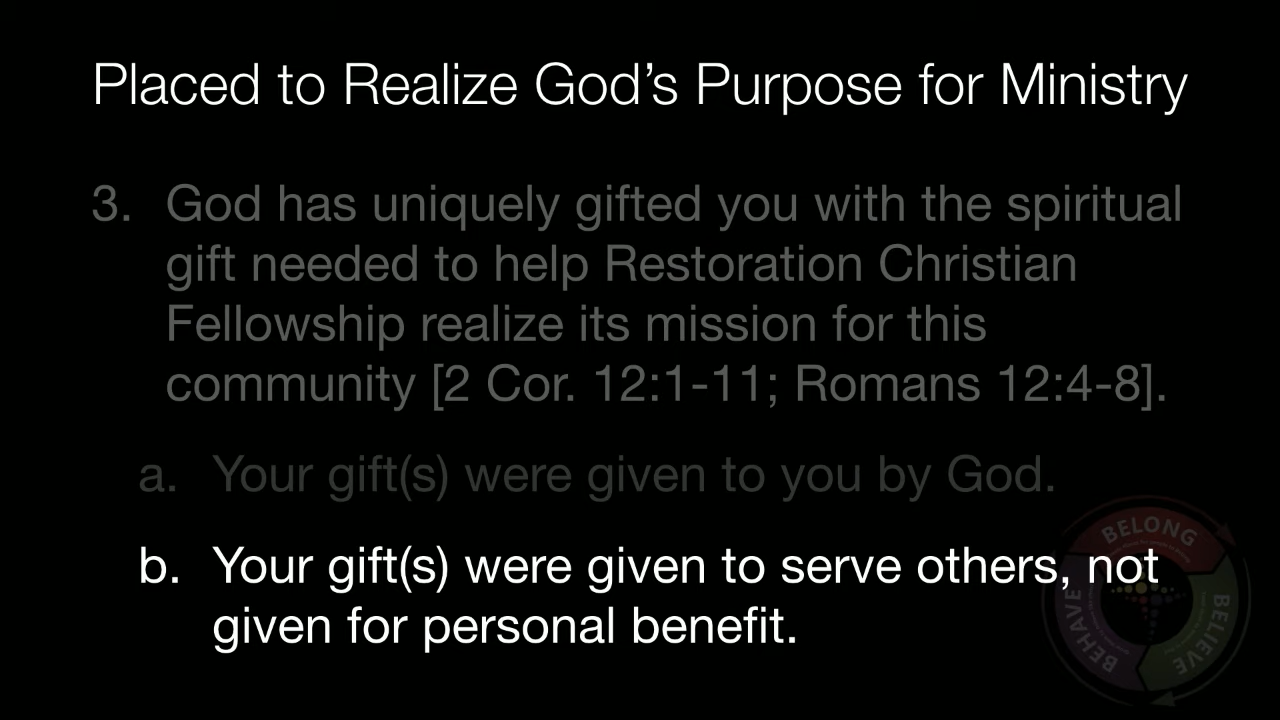 Placed to Realize God’s Purpose for Ministry
3. God has uniquely gifted you with the spiritual
gift needed to help Restoration Christian
Fellowship realize its mission for this
community [2 Cor. 12:1-11; Romans 12:4-8].
a. Your gift(s) were given to you by God.
b. Your gift(s) were given to serve others, not
given for personal benefit.
BELONG
BEHAVE
BELIEVE